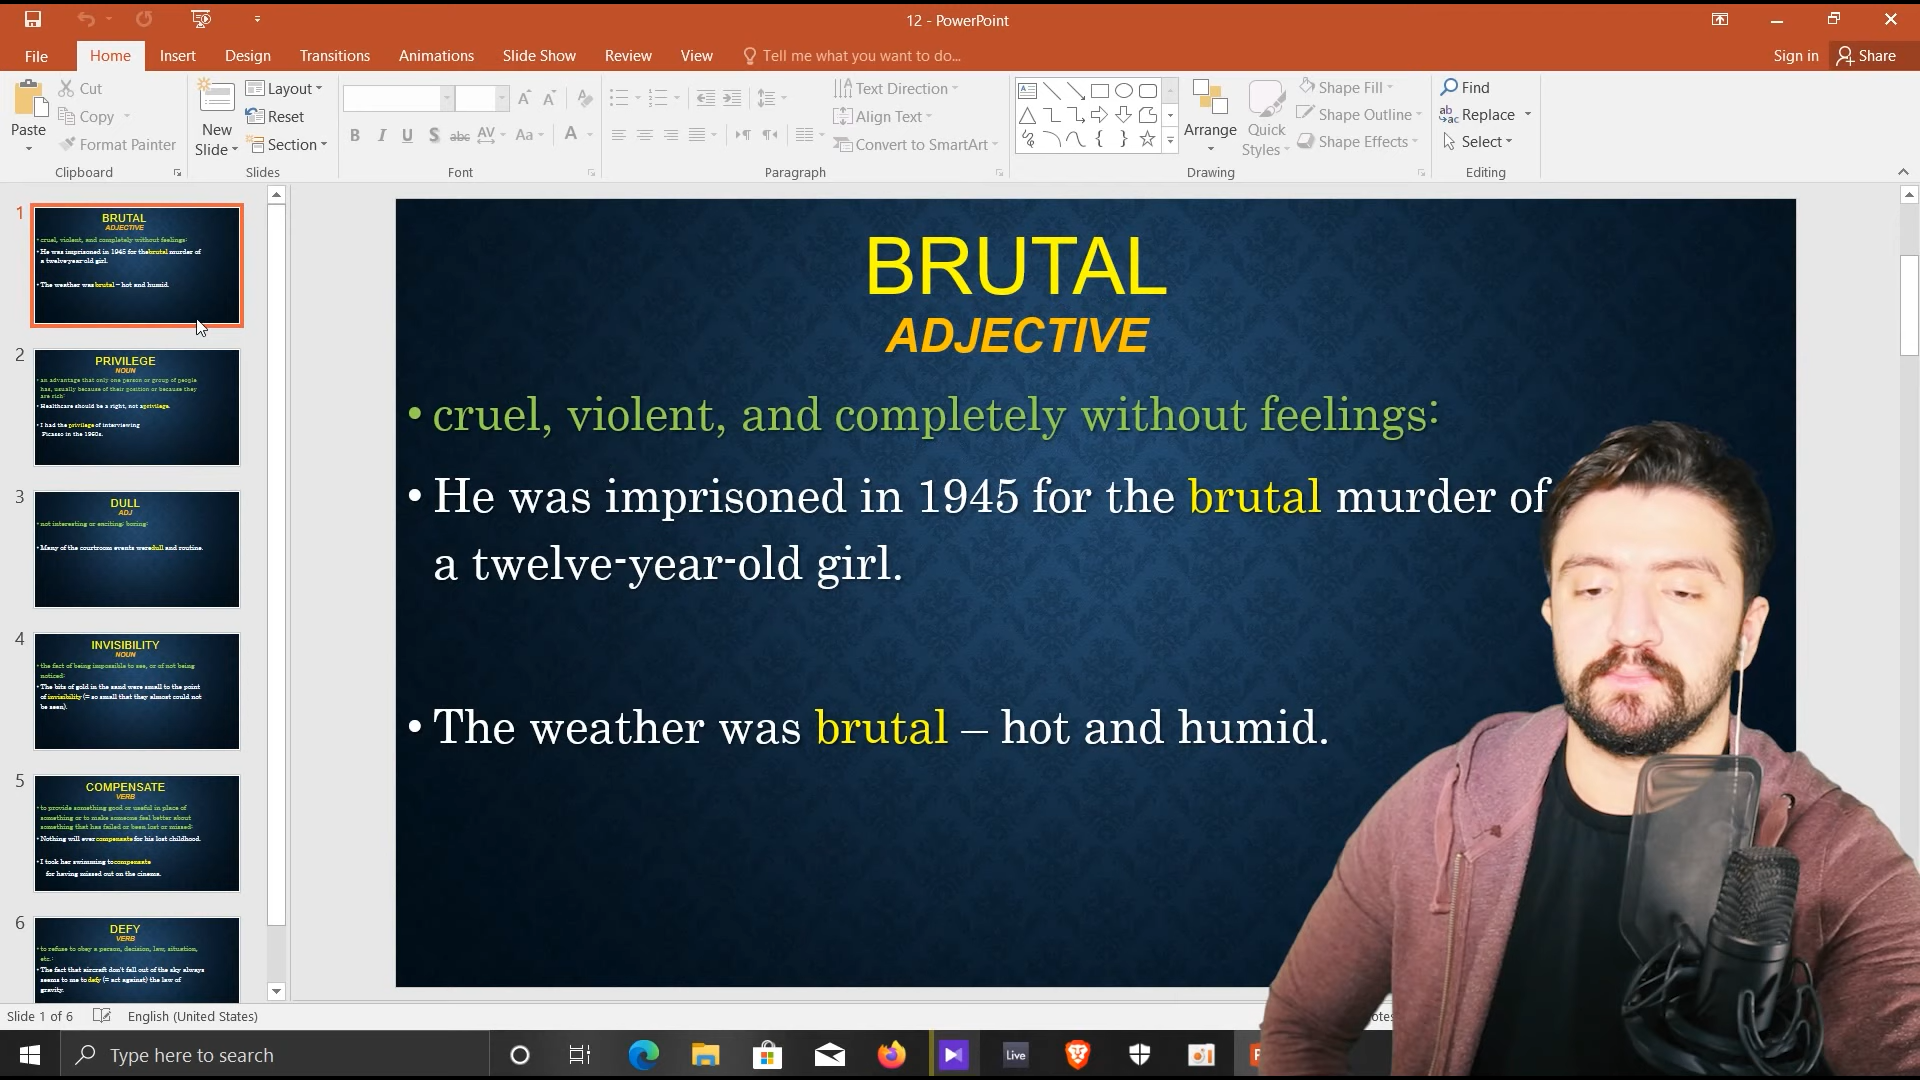 12 - PowerPoint
File
Home
Insert
Design
Transitions
Animations
Slide Show
Review
View
Tell me what you want to do...
Sign in
Share
Paste
Cut
Copy
Format Painter
Clipboard
New
Slide
Layout
Reset
Section
Slides
Font
Text Direction
Align Text
Convert to SmartArt
Paragraph
Arrange
Quick
Styles
Shape Fill
Shape Outline
Shape Effects
Drawing
Find
Replace
Select
Editing
1
BRUTAL
ADJECTIVE
• cruel, violent, and completely without feelings:
• He was imprisoned in 1945 for the brutal murder of
a twelve-year-old girl.
• The weather was brutal – hot and humid.
2
PRIVILEGE
NOUN
• an advantage that only one person or group of people
has, usually because of their position or because they
are rich:
• Healthcare should be a right, not a privilege.
• I had the privilege of interviewing
Picasso in the 1960s.
3
DULL
ADJ
• not interesting or exciting; boring:
• Many of the courtroom events were dull and routine.
4
INVISIBILITY
NOUN
• the fact of being impossible to see, or of not being
noticed:
• The bits of gold in the sand were small to the point
of invisibility (= so small that they almost could not
be seen).
5
COMPENSATE
VERB
• to provide something good or useful in place of
something or to make someone feel better about
something that has failed or been lost or missed:
• Nothing will ever compensate for his lost childhood.
• I took her swimming to compensate
for having missed out on the cinema.
6
DEFY
VERB
• to refuse to obey a person, decision, law, situation,
etc.:
• The fact that aircraft don't fall out of the sky always
seems to me to defy (= act against) the law of
gravity.
BRUTAL
ADJECTIVE
• cruel, violent, and completely without feelings:
• He was imprisoned in 1945 for the brutal murder of
a twelve-year-old girl.
• The weather was brutal – hot and humid.
Slide 1 of 6
English (United States)
otes
Type here to search
Live